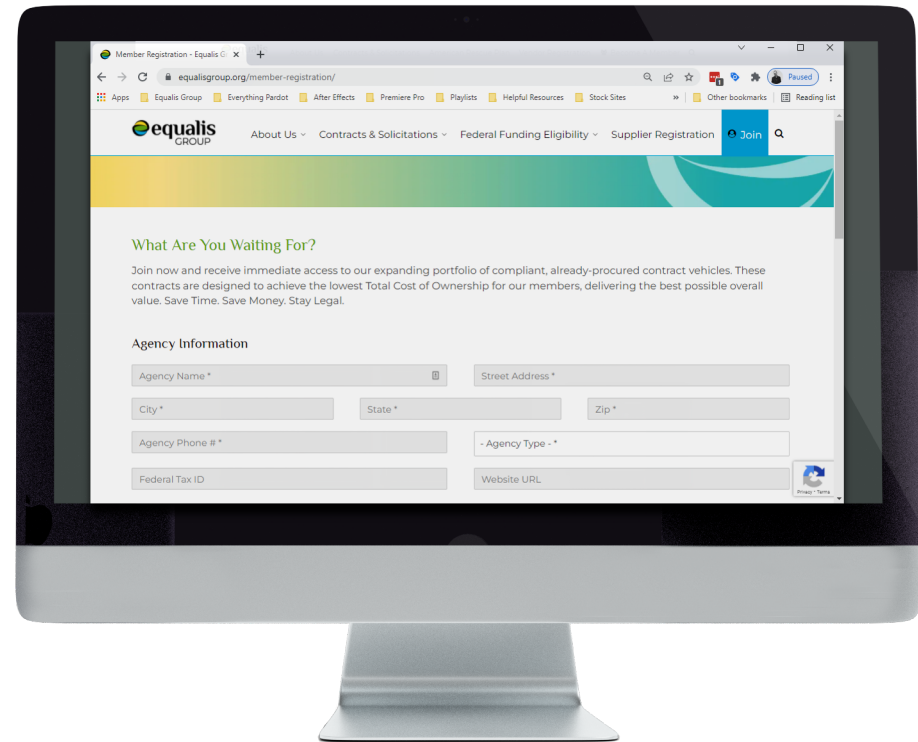 Member Registration - Equalis G
equalisgroup.org/member-registration/
Paused
Apps Equalis Group Everything Pardot After Effects Premiere Pro Playlists Helpful Resources Stock Sites » Other bookmarks Reading list
equalis
GROUP
About Us Contracts & Solicitations Federal Funding Eligibility Supplier Registration Join
What Are You Waiting For?
Join now and receive immediate access to our expanding portfolio of compliant, already-procured contract vehicles. These
contracts are designed to achieve the lowest Total Cost of Ownership for our members, delivering the best possible overall
value. Save Time. Save Money. Stay Legal.
Agency Information
Agency Name * Street Address *
City * State * Zip *
Agency Phone # * - Agency Type - *
Federal Tax ID Website URL
Privacy - Terms